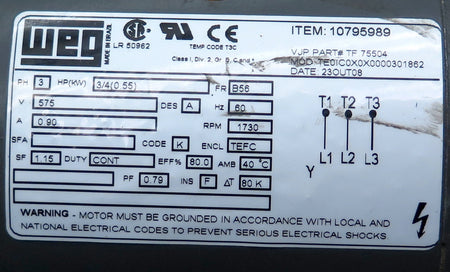 WEG
MADE IN BRAZIL
LR 50962
TEMP CODE T3C
Class I, Div. 2, Gr.
ITEM: 10795989
VJP PART# TF 75504
MOD-TE0IC0X0X0000301862
DATE: 23OUT08
PH 3 HP(KW) 3/4(0.55) FR B56
V 575 DES A Hz 60
A 0.90 RPM 1730
SFA CODE K ENCL TEFC
SF 1.15 DUTY CONT EFF% 80.0 AMB 40 °C
PF 0.79 INS F ΔT 80 K
T1 T2 T3
L1 L2 L3
Y
WARNING - MOTOR MUST BE GROUNDED IN ACCORDANCE WITH LOCAL AND
NATIONAL ELECTRICAL CODES TO PREVENT SERIOUS ELECTRICAL SHOCKS